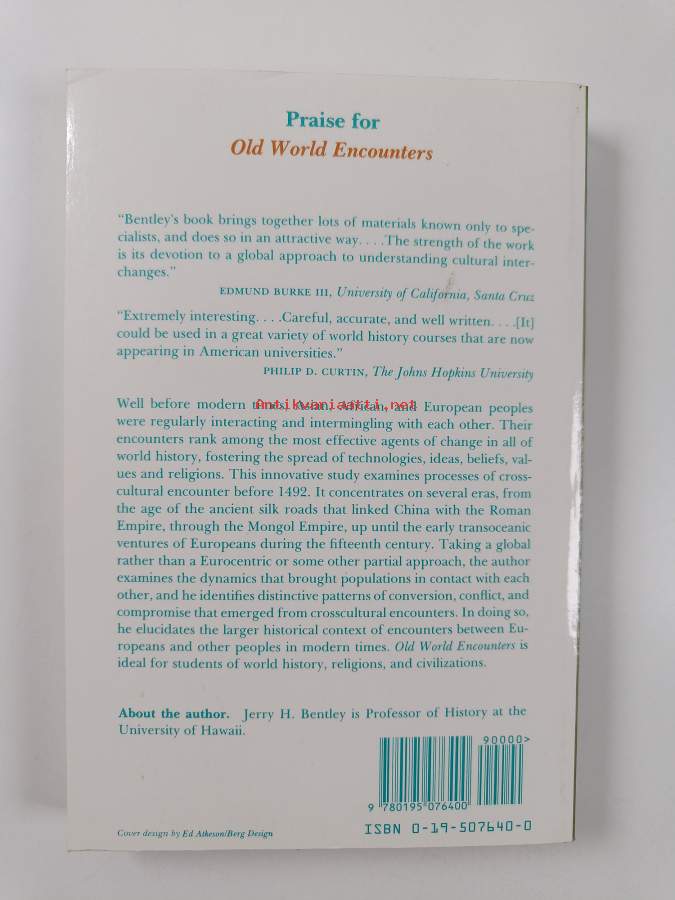 Praise for
Old World Encounters
“Bentley's book brings together lots of materials known only to spe-
cialists, and does so in an attractive way. . . .The strength of the work
is its devotion to a global approach to understanding cultural inter-
changes.”
EDMUND BURKE III, University of California, Santa Cruz
“Extremely interesting. . . .Careful, accurate, and well written. . . .[It]
could be used in a great variety of world history courses that are now
appearing in American universities.”
PHILIP D. CURTIN, The Johns Hopkins University
Antikvariaatti.net
Well before modern times, Asian, African, and European peoples
were regularly interacting and intermingling with each other. Their
encounters rank among the most effective agents of change in all of
world history, fostering the spread of technologies, ideas, beliefs, val-
ues and religions. This innovative study examines processes of cross-
cultural encounter before 1492. It concentrates on several eras, from
the age of the ancient silk roads that linked China with the Roman
Empire, through the Mongol Empire, up until the early transoceanic
ventures of Europeans during the fifteenth century. Taking a global
rather than a Eurocentric or some other partial approach, the author
examines the dynamics that brought populations in contact with each
other, and he identifies distinctive patterns of conversion, conflict, and
compromise that emerged from crosscultural encounters. In doing so,
he elucidates the larger historical context of encounters between Eu-
ropeans and other peoples in modern times. Old World Encounters is
ideal for students of world history, religions, and civilizations.
About the author. Jerry H. Bentley is Professor of History at the
University of Hawaii.
90000>
9 780195 076400
ISBN 0-19-507640-0
Cover design by Ed Atkeson/Berg Design